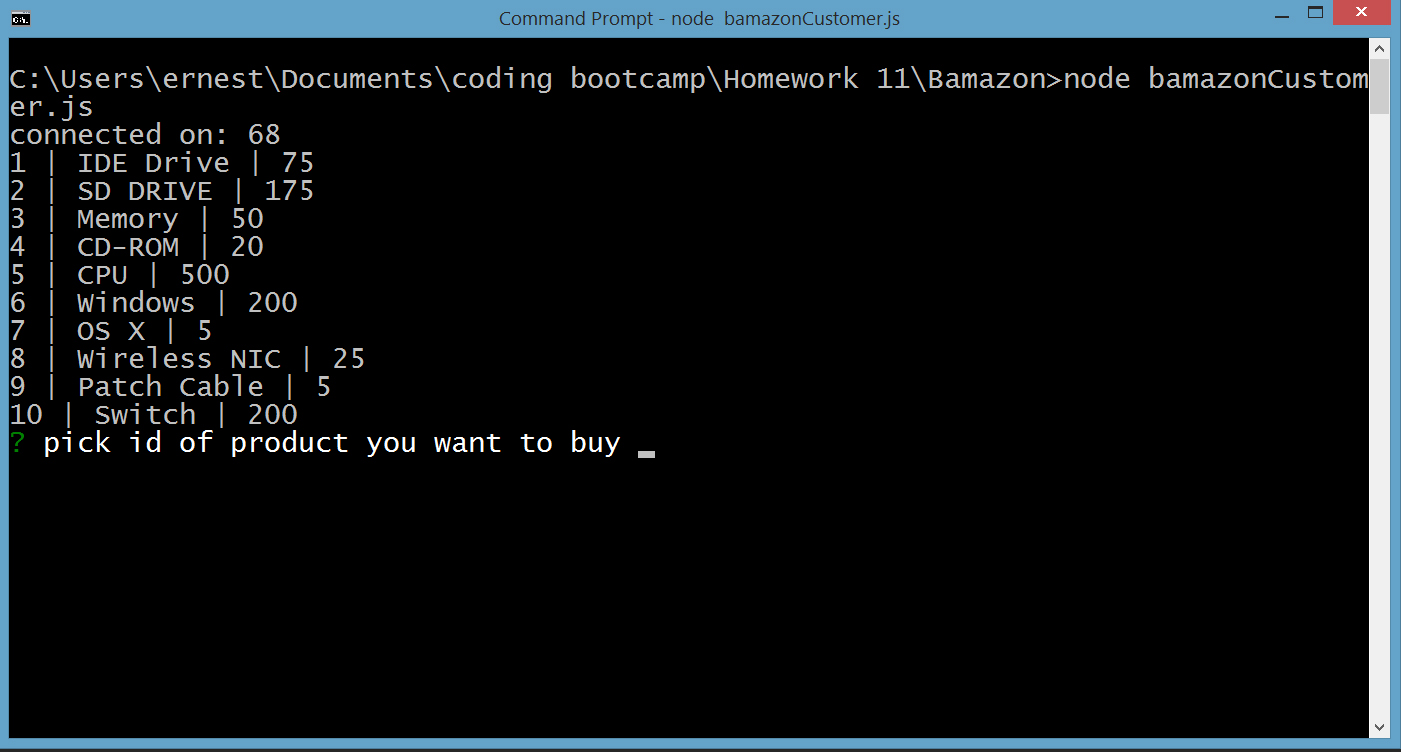 Command Prompt - node  bamazonCustomer.js
C:\Users\ernest\Documents\coding bootcamp\Homework 11\Bamazon>node bamazonCustom
er.js
connected on: 68
1 | IDE Drive | 75
2 | SD DRIVE | 175
3 | Memory | 50
4 | CD-ROM | 20
5 | CPU | 500
6 | Windows | 200
7 | OS X | 5
8 | Wireless NIC | 25
9 | Patch Cable | 5
10 | Switch | 200
? pick id of product you want to buy